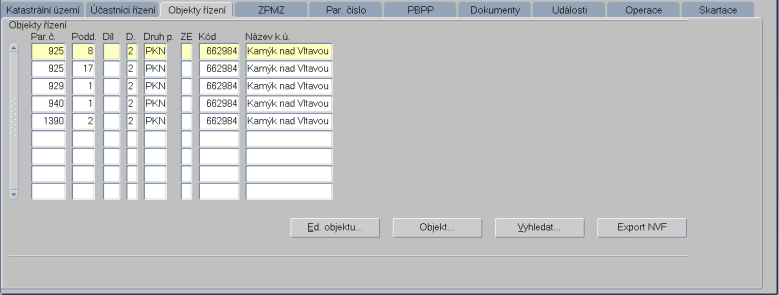 Katastrální území Účastníci řízení Objekty řízení ZPMZ Par. číslo PBPP Dokumenty Události Operace Skartace
Objekty řízení
Par.č. Podd. Díl D. Druh p. ZE Kód Název k.ú.
925 8 2 PKN 662984 Kamýk nad Vltavou
925 17 2 PKN 662984 Kamýk nad Vltavou
929 1 2 PKN 662984 Kamýk nad Vltavou
940 1 2 PKN 662984 Kamýk nad Vltavou
1390 2 2 PKN 662984 Kamýk nad Vltavou
Ed. objektu... Objekt... Vyhledat... Export NVF